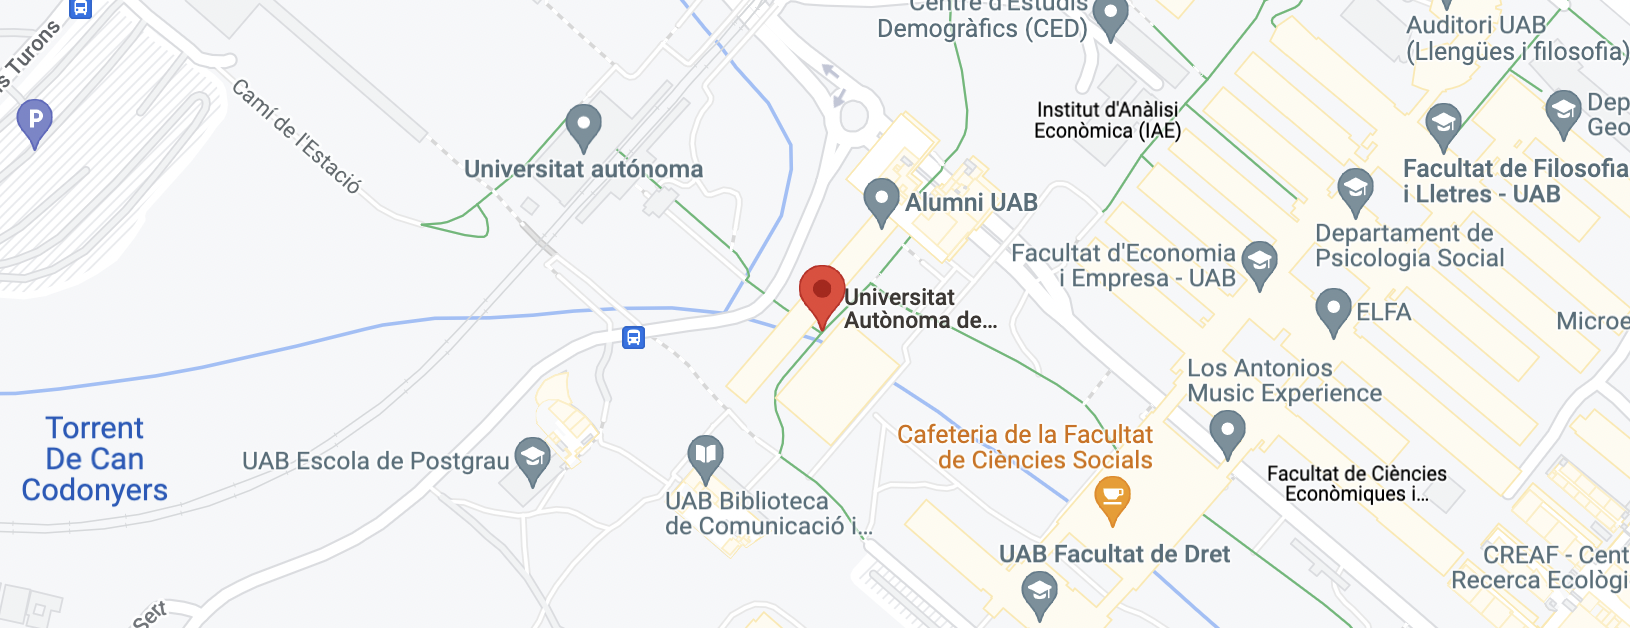 Centre d'Estudis
Demogràfics (CED)
Auditori UAB
(Llengües i filosofia)
s Turons
P
Camí de l'Estació
Institut d'Anàlisi
Econòmica (IAE)
Dep
Geo
Universitat autónoma
Facultat de Filosofia
i Lletres - UAB
Alumni UAB
Departament de
Psicologia Social
Facultat d'Economia
i Empresa - UAB
Universitat
Autònoma de...
ELFA
Microe
Los Antonios
Music Experience
Torrent
De Can
Codonyers
Cafeteria de la Facultat
de Ciències Socials
UAB Escola de Postgrau
Facultat de Ciències
Econòmiques i...
UAB Biblioteca
de Comunicació i...
UAB Facultat de Dret
CREAF - Cent
Recerca Ecològi
Sert